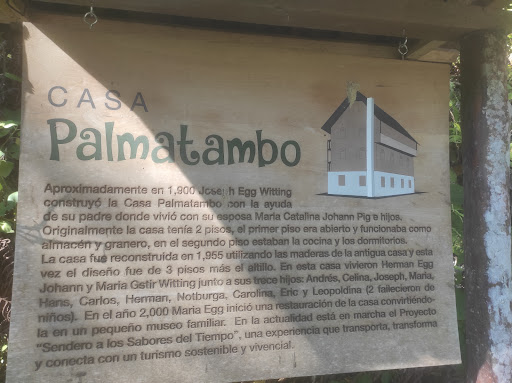 CASA
Palmatambo
Aproximadamente en 1,900 Joseph Egg Witting
construyó la Casa Palmatambo con la ayuda
de su padre donde vivió con su esposa Maria Catalina Johann Pig e hijos.
Originalmente la casa tenía 2 pisos, el primer piso era abierto y funcionaba como
almacén y granero, en el segundo piso estaban la cocina y los dormitorios.
La casa fue reconstruida en 1,955 utilizando las maderas de la antigua casa y esta
vez el diseño fue de 3 pisos más el altillo. En esta casa vivieron Herman Egg
Johann y Maria Gstir Witting junto a sus trece hijos: Andrés, Celina, Joseph, María,
Hans, Carlos, Herman, Notburga, Carolina, Eric y Leopoldina (2 fallecieron de
niños). En el año 2,000 Maria Egg inició una restauración de la casa convirtiéndo-
la en un pequeño museo familiar. En la actualidad está en marcha el Proyecto
"Sendero a los Sabores del Tiempo", una experiencia que transporta, transforma
y conecta con un turismo sostenible y vivencial.